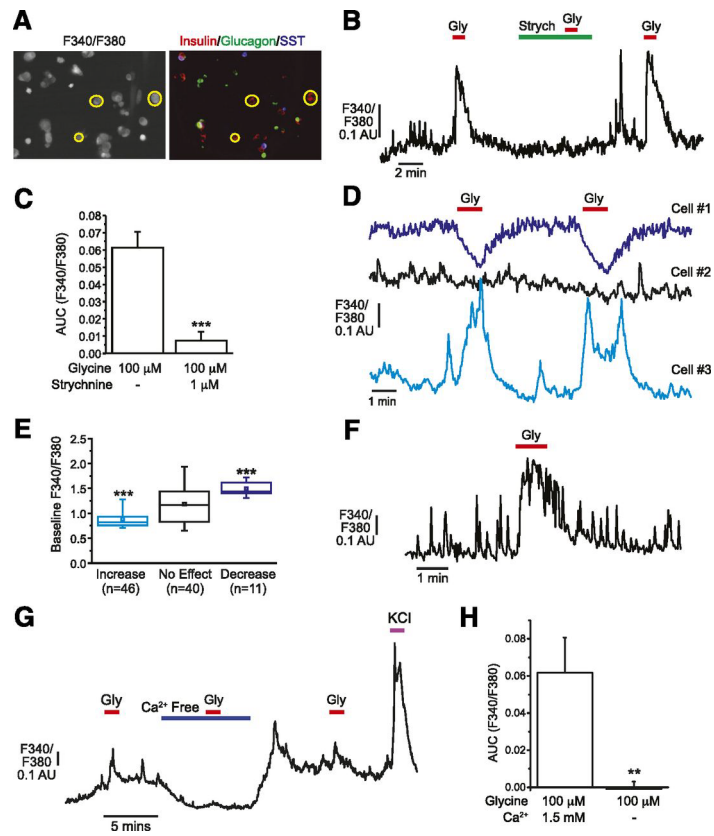 A
F340/F380
Insulin/Glucagon/SST
B
Gly
Strych
Gly
Gly
F340/
F380
0.1 AU
2 min
C
AUC (F340/F380)
0.08
0.07
0.06
0.05
0.04
0.03
0.02
0.01
0.00
***
Glycine 100 µM 100 µM
Strychnine - 1 µM
D
Gly
Gly
Cell #1
Cell #2
F340/
F380
0.1 AU
Cell #3
1 min
E
Baseline F340/F380
2.5
2.0
1.5
1.0
0.5
0.0
***
***
Increase No Effect Decrease
(n=46) (n=40) (n=11)
F
Gly
F340/
F380
0.1 AU
1 min
G
KCl
Gly
Ca2+ Free
Gly
Gly
F340/
F380
0.1 AU
5 mins
H
AUC (F340/F380)
0.08
0.06
0.04
0.02
0.00
**
Glycine 100 µM 100 µM
Ca2+ 1.5 mM -